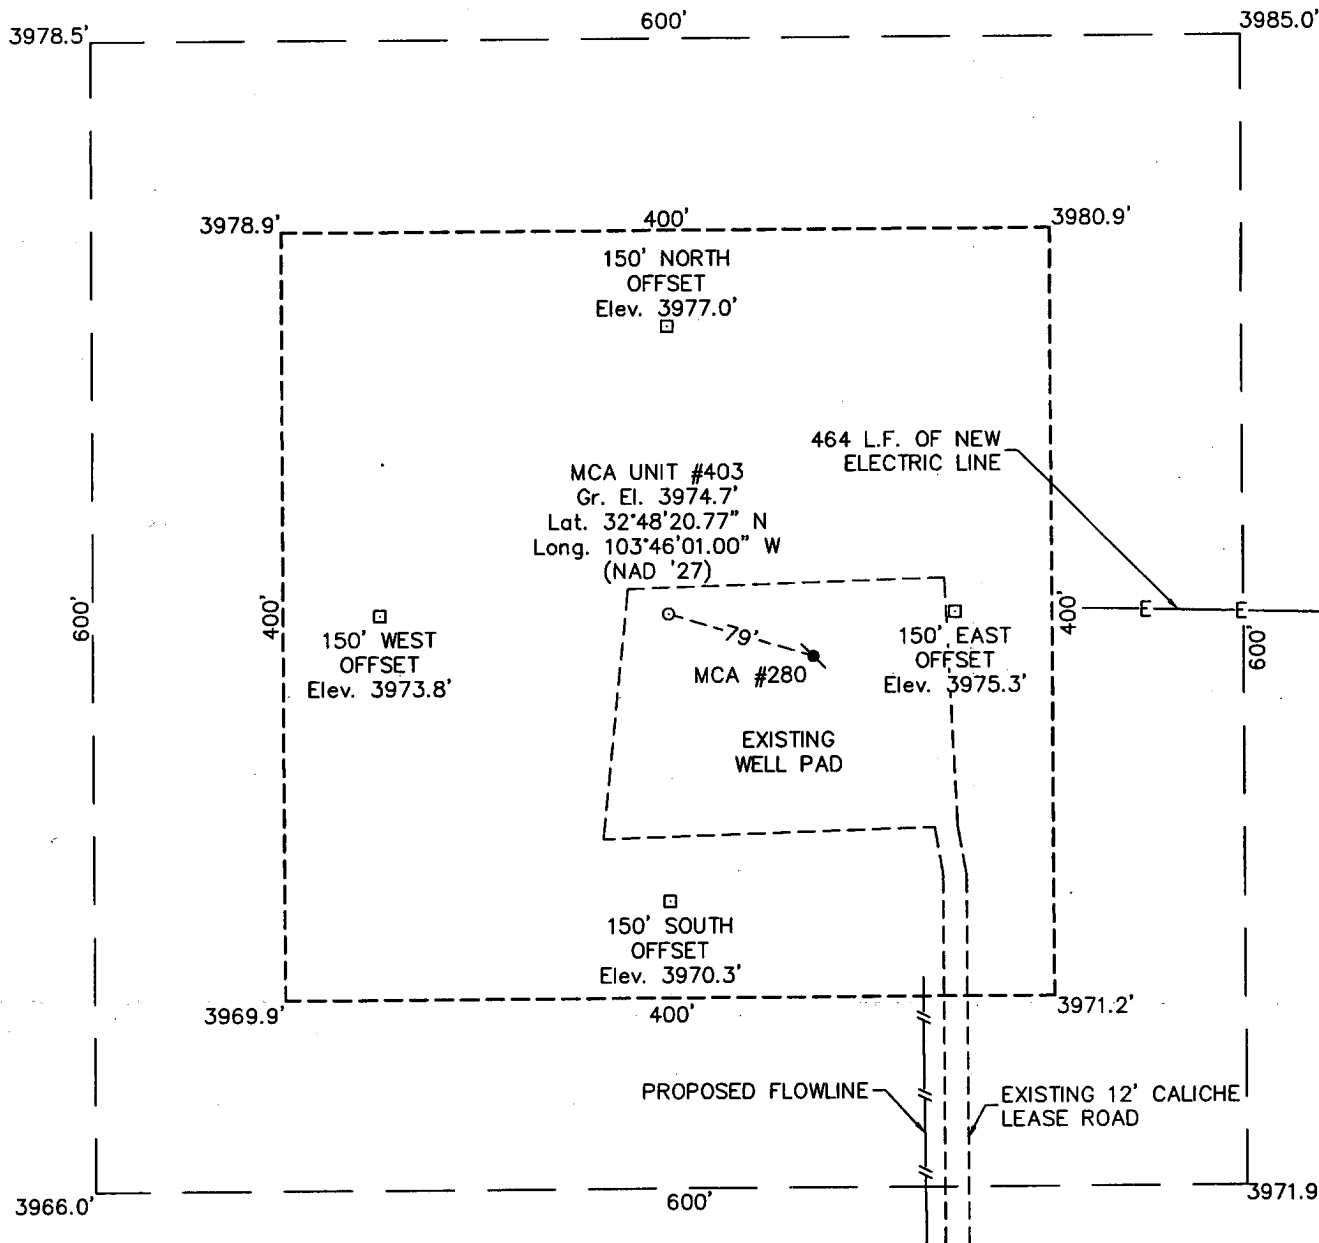 600'
3978.5'
3985.0'
3978.9'
400'
3980.9'
150' NORTH
OFFSET
Elev. 3977.0'
464 L.F. OF NEW
ELECTRIC LINE
MCA UNIT #403
Gr. El. 3974.7'
Lat. 32°48'20.77" N
Long. 103°46'01.00" W
(NAD '27)
600'
400'
150' WEST
OFFSET
Elev. 3973.8'
79'
MCA #280
150' EAST
OFFSET
Elev. 3975.3'
400'
E
E
600'
EXISTING
WELL PAD
150' SOUTH
OFFSET
Elev. 3970.3'
3969.9'
400'
3971.2'
PROPOSED FLOWLINE
EXISTING 12' CALICHE
LEASE ROAD
3966.0'
600'
3971.9